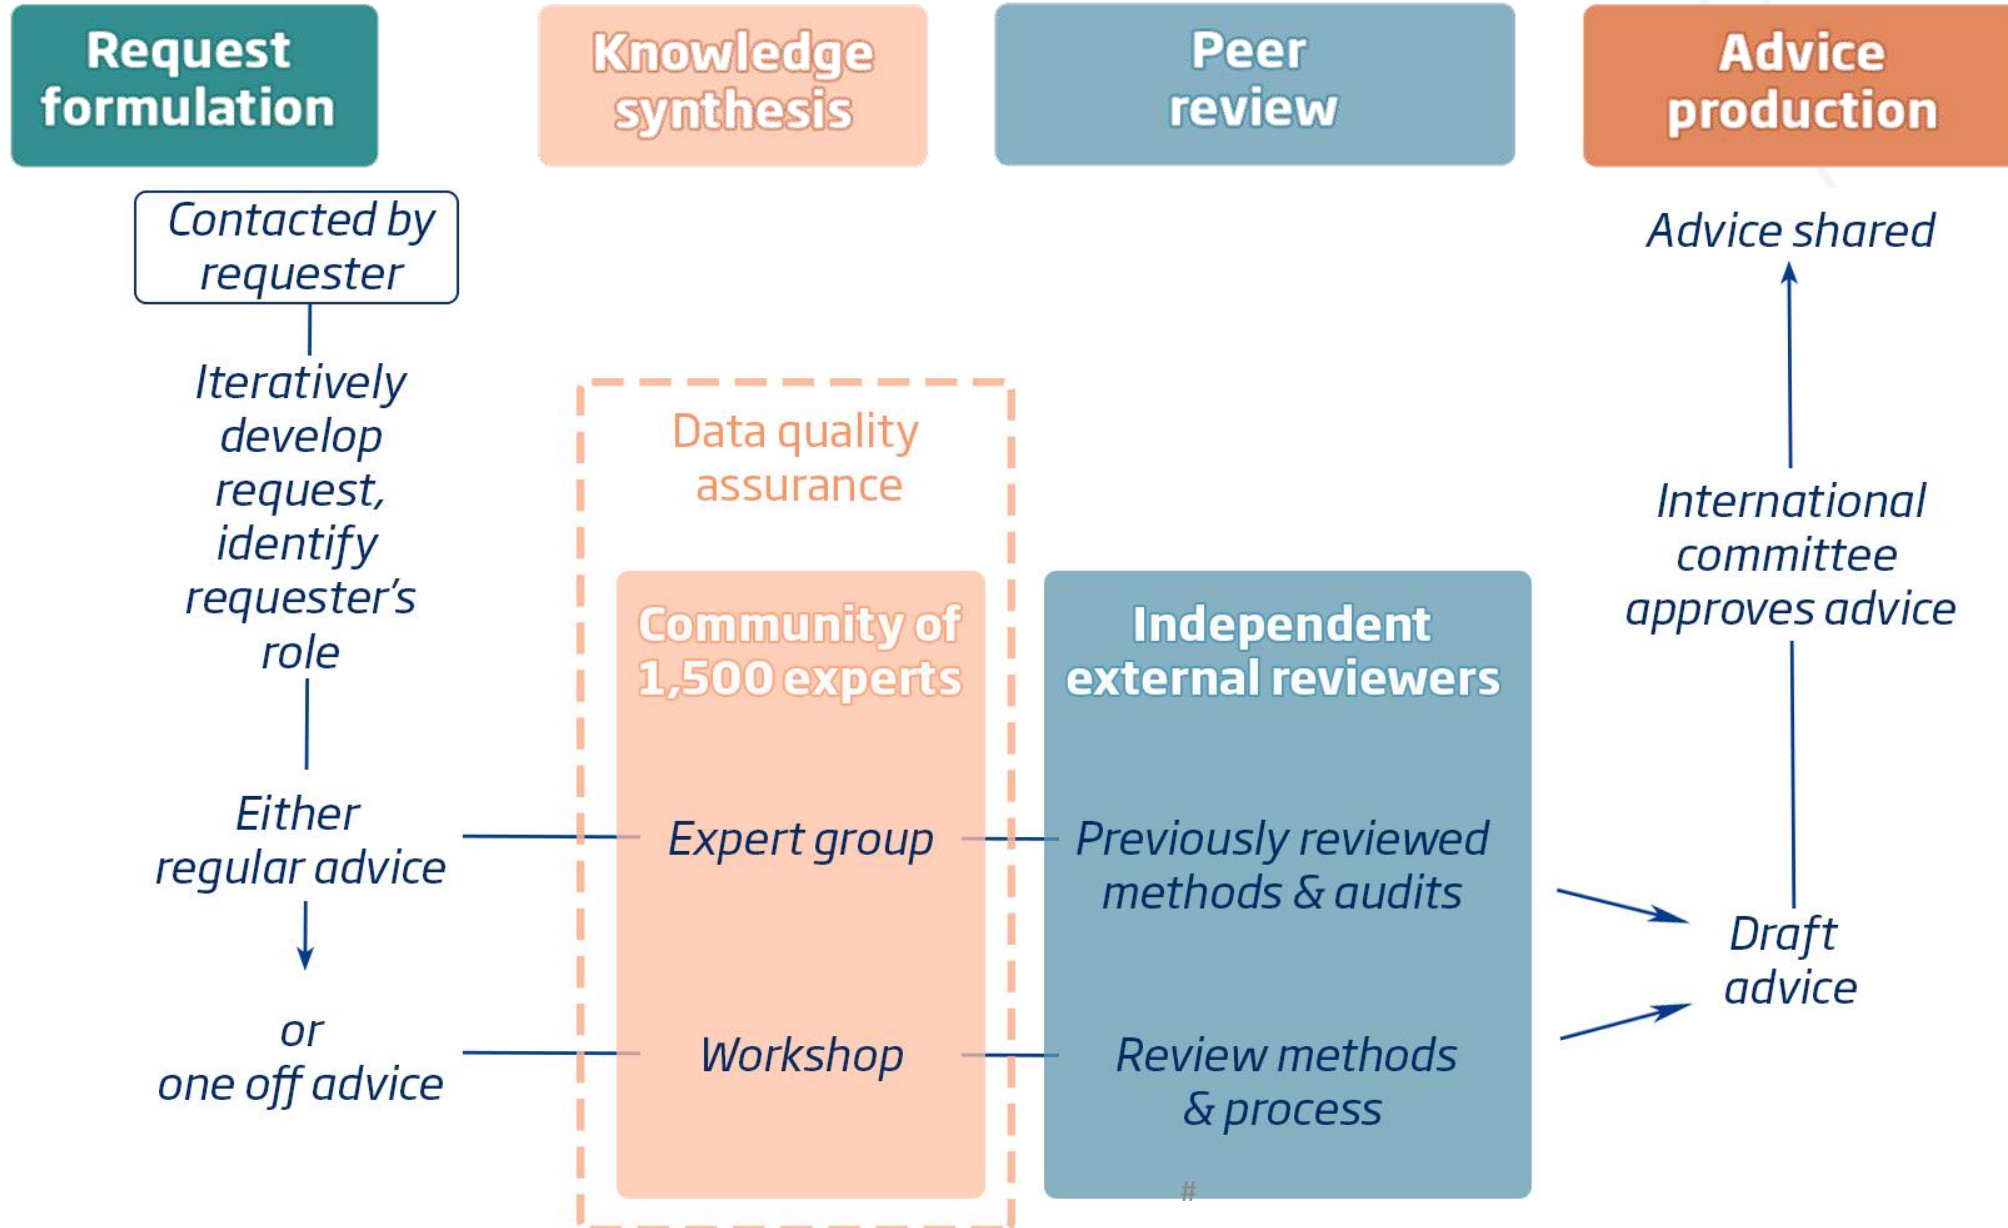 Request
formulation
Knowledge
synthesis
Peer
review
Advice
production
Contacted by
requester
Iteratively
develop
request,
identify
requester's
role
Either
regular advice
or
one off advice
Data quality
assurance
Community of
1,500 experts
Expert group
Workshop
Independent
external reviewers
Previously reviewed
methods & audits
Review methods
& process
#
Advice shared
International
committee
approves advice
Draft
advice